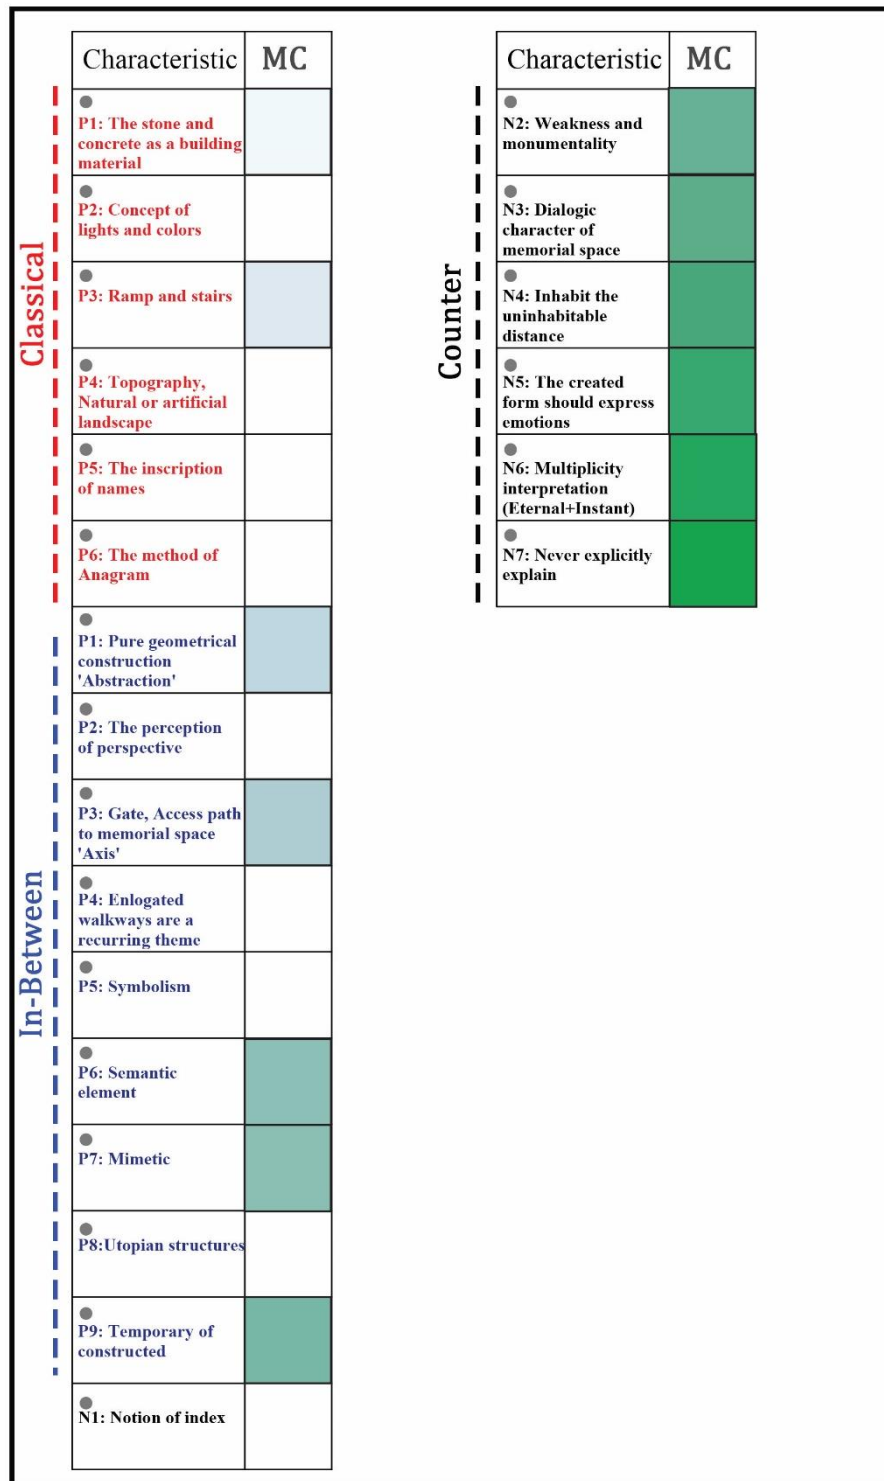 Characteristic MC
Classical
P1: The stone and
concrete as a building
material
P2: Concept of
lights and colors
P3: Ramp and stairs
P4: Topography,
Natural or artificial
landscape
P5: The inscription
of names
P6: The method of
Anagram
In-Between
P1: Pure geometrical
construction
'Abstraction'
P2: The perception
of perspective
P3: Gate, Access path
to memorial space
'Axis'
P4: Enlogated
walkways are a
recurring theme
P5: Symbolism
P6: Semantic
element
P7: Mimetic
P8:Utopian structures
P9: Temporary of
constructed
N1: Notion of index
Characteristic MC
Counter
N2: Weakness and
monumentality
N3: Dialogic
character of
memorial space
N4: Inhabit the
uninhabitable
distance
N5: The created
form should express
emotions
N6: Multiplicity
interpretation
(Eternal+Instant)
N7: Never explicitly
explain